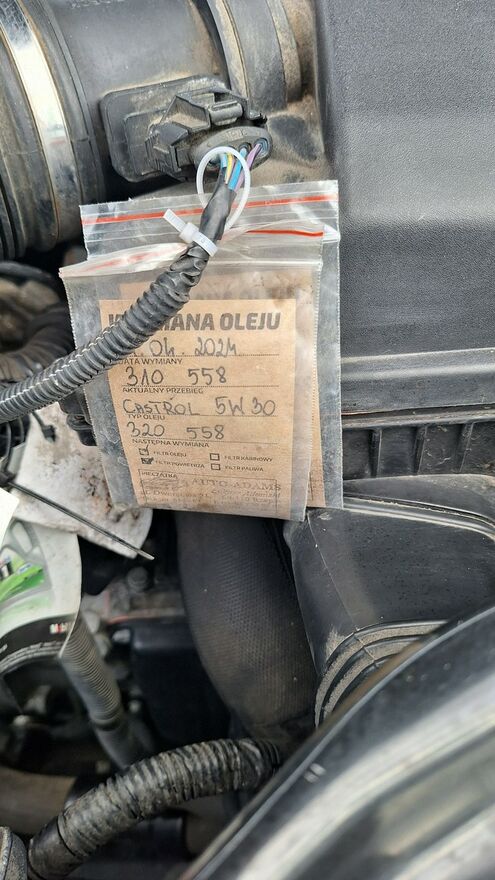 WYMIANA OLEJU
04. 2024
DATA WYMIANY
310 558
AKTUALNY PRZEBIEG
CASTROL 5W30
TYP OLEJU
320 558
NASTĘPNA WYMIANA
FILTR OLEJU FILTR KABINOWY
FILTR POWIETRZA FILTR PALIWA
PIECZĄTKA
AUTO-ADAMS